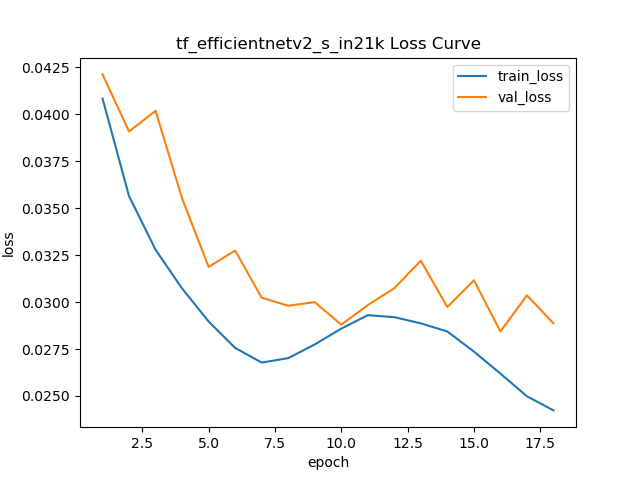 tf_efficientnetv2_s_in21k Loss Curve
train_loss
val_loss
0.0425
0.0400
0.0375
0.0350
0.0325
0.0300
0.0275
0.0250
loss
2.5 5.0 7.5 10.0 12.5 15.0 17.5
epoch